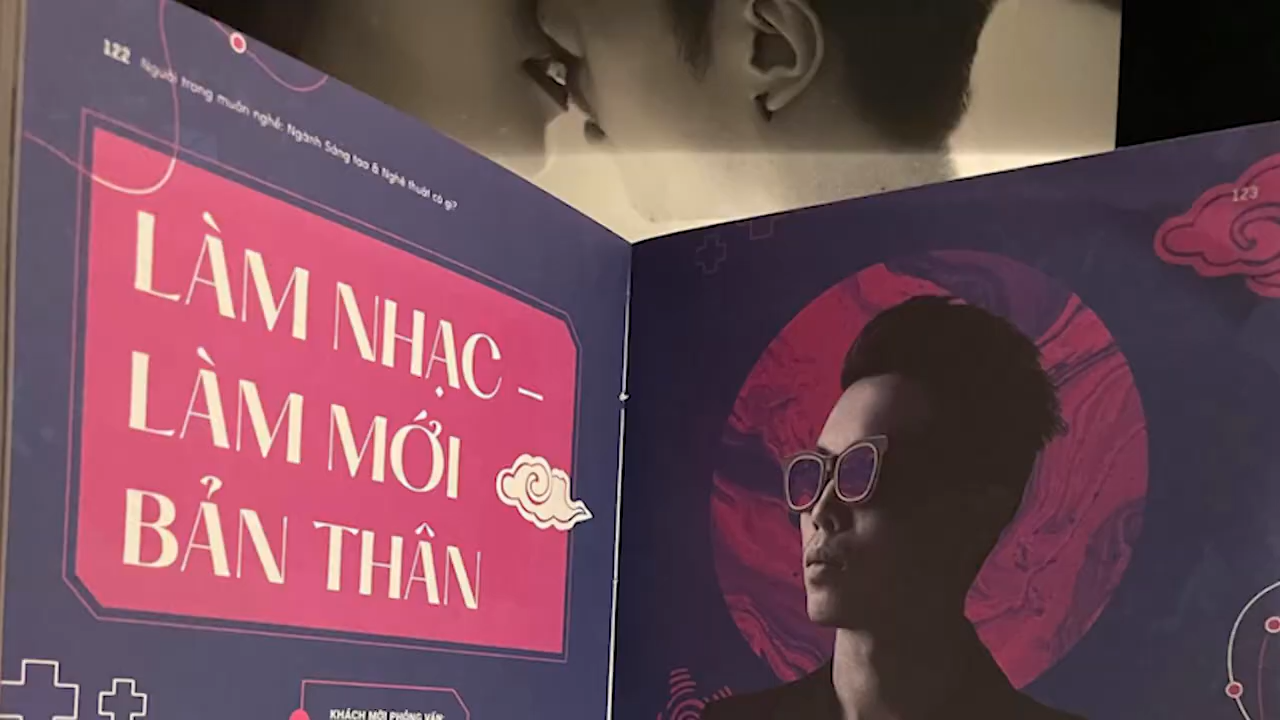 122 Người trong muôn nghề: Ngành Sáng tạo & Nghệ thuật có gì?
LÀM NHẠC –
LÀM MỚI
BẢN THÂN
KHÁCH MỜI PHỎNG VẤN:
123